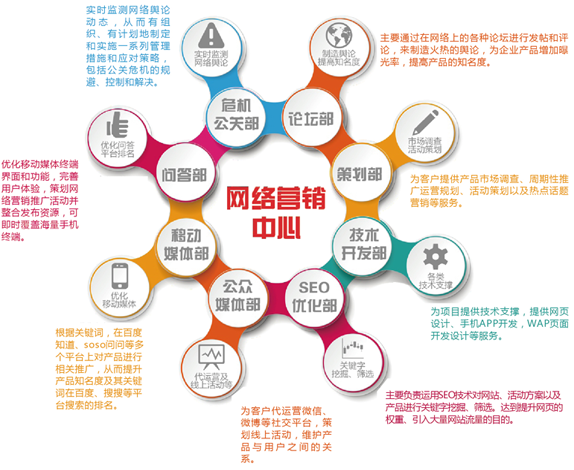 实时监测网络舆论
动态，从而有组
织、有计划地制定
和实施一系列管理
措施和应对策略，
包括公关危机的规
避、控制和解决。
实时监测
网络舆论
危机
公关部
制造舆论
提高知名度
论坛部
主要通过在网络上的各种论坛进行发帖和评
论，来制造火热的舆论，为企业产品增加曝
光率，提高产品的知名度。
优化问答
平台排名
问答部
优化移动媒体终端
界面和功能，完善
用户体验，策划网
络营销推广活动并
整合发布资源，可
即时覆盖海量手机
终端。
市场调查
活动策划
策划部
为客户提供产品市场调查、周期性推
广运营规划、活动策划以及热点话题
营销等服务。
网络营销
中心
移动
媒体部
优化
移动媒体
技术
开发部
各类
技术支撑
为项目提供技术支撑，提供网页
设计、手机APP开发，WAP页面
开发设计等服务。
根据关键词，在百度
知道、soso问问等多
个平台上对产品进行
相关推广，从而提升
产品知名度及其关键
词在百度、搜搜等平
台搜索的排名。
公众
媒体部
代运营及
线上活动等
为客户代运营微信、
微博等社交平台，策
划线上活动，维护产
品与用户之间的关
系。
SEO
优化部
关键字
挖掘、筛选
主要负责运用SEO技术对网站、活动方案以及
产品进行关键字挖掘、筛选。达到提升网页的
权重、引入大量网站流量的目的。